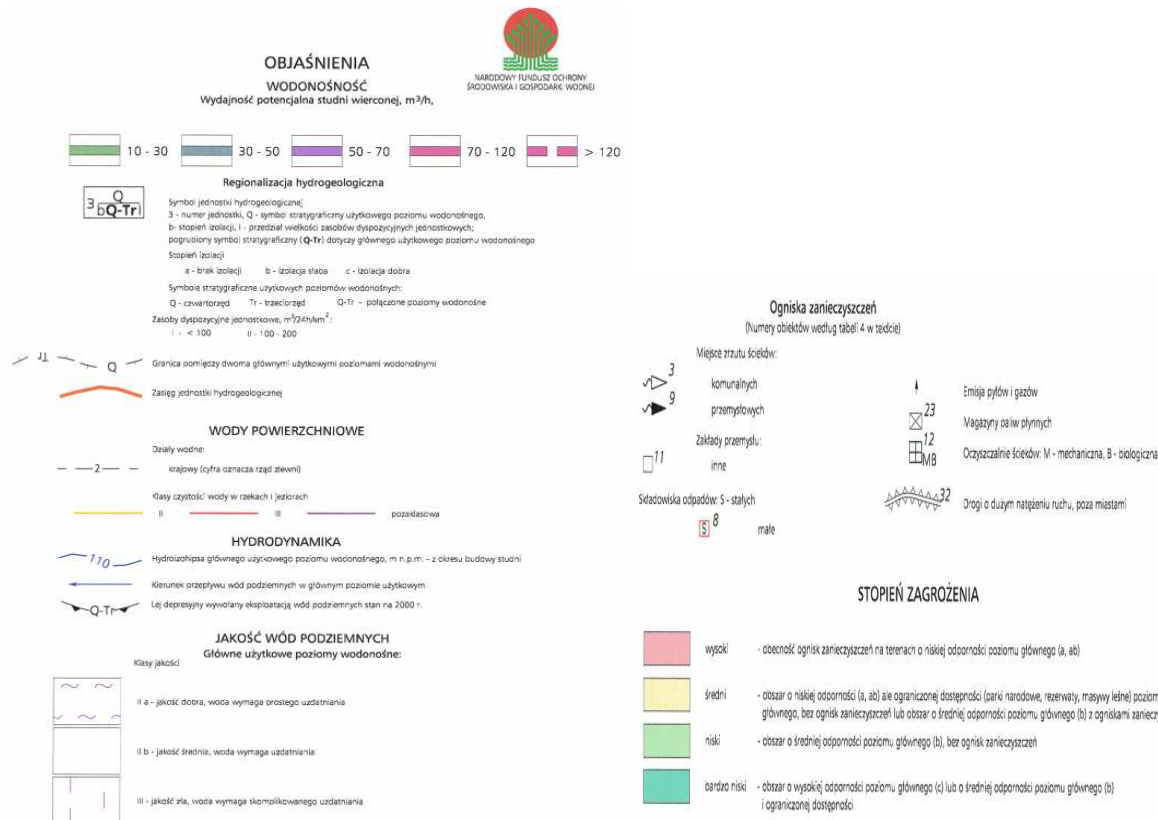 OBJAŚNIENIA
NARODOWY FUNDUSZ OCHRONY
ŚRODOWISKA I GOSPODARKI WODNEJ
WODONOŚNOŚĆ
Wydajność potencjalna studni wierconej, m³/h,
10 - 30
30 - 50
50 - 70
70 - 120
> 120
Regionalizacja hydrogeologiczna
3 Q
bQ-TrI
Symbol jednostki hydrogeologicznej
3 - numer jednostki, Q - symbol stratygraficzny użytkowego poziomu wodonośnego,
b- stopień izolacji, I - przedział wielkości zasobów dyspozycyjnych jednostkowych;
pogrubiony symbol stratygraficzny (Q-Tr) dotyczy głównego użytkowego poziomu wodonośnego
Stopień izolacji
a - brak izolacji b - izolacja słaba c - izolacja dobra
Symbole stratygraficzne użytkowych poziomów wodonośnych:
Q - czwartorzęd Tr - trzeciorzęd Q-Tr - połączone poziomy wodonośne
Zasoby dyspozycyjne jednostkowe, m³/24h/km²:
I - < 100 II - 100 - 200
Tr Q Granica pomiędzy dwoma głównymi użytkowymi poziomami wodonośnymi
Zasięg jednostki hydrogeologicznej
WODY POWIERZCHNIOWE
Działy wodne:
2 krajowy (cyfra oznacza rząd zlewni)
Klasy czystości wody w rzekach i jeziorach
II III pozaklasowa
HYDRODYNAMIKA
110 Hydroizohipsa głównego użytkowego poziomu wodonośnego, m n.p.m. – z okresu budowy studni
Kierunek przepływu wód podziemnych w głównym poziomie użytkowym
Q-Tr Lej depresyjny wywołany eksploatacją wód podziemnych stan na 2000 r.
JAKOŚĆ WÓD PODZIEMNYCH
Główne użytkowe poziomy wodonośne:
Klasy jakości
II a - jakość dobra, woda wymaga prostego uzdatniania
II b - jakość średnia, woda wymaga uzdatniania
III - jakość zła, woda wymaga skomplikowanego uzdatniania
Ogniska zanieczyszczeń
(Numery obiektów według tabeli 4 w tekście)
Miejsce zrzutu ścieków:
3 komunalnych
9 przemysłowych
Zakłady przemysłu:
11 inne
Składowiska odpadów: S - stałych
S 8 małe
Emisja pyłów i gazów
23 Magazyny paliw płynnych
12 MB Oczyszczalnie ścieków: M - mechaniczna, B - biologiczna
32 Drogi o dużym natężeniu ruchu, poza miastami
STOPIEŃ ZAGROŻENIA
wysoki - obecność ognisk zanieczyszczeń na terenach o niskiej odporności poziomu głównego (a, ab)
średni - obszar o niskiej odporności (a, ab) ale ograniczonej dostępności (parki narodowe, rezerwaty, masywy leśne) poziom
głównego, bez ognisk zanieczyszczeń lub obszar o średniej odporności poziomu głównego (b) z ogniskami zanieczy
niski - obszar o średniej odporności poziomu głównego (b), bez ognisk zanieczyszczeń
bardzo niski - obszar o wysokiej odporności poziomu głównego (c) lub o średniej odporności poziomu głównego (b)
i ograniczonej dostępności